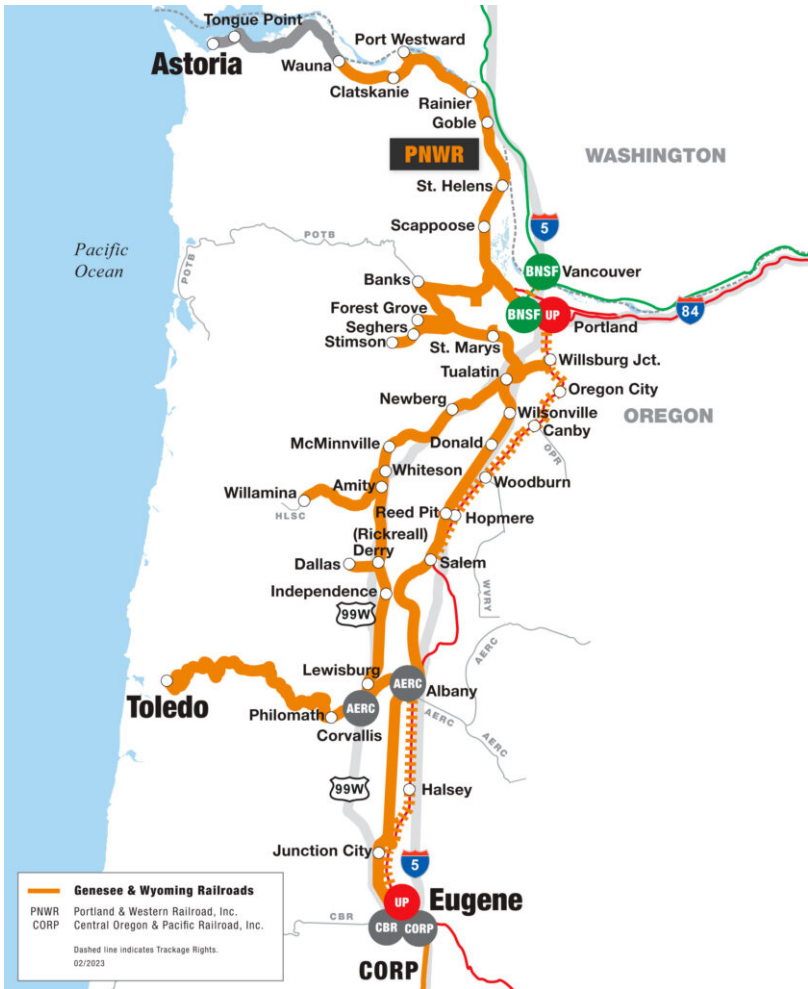 Tongue Point
Astoria
Port Westward
Wauna
Clatskanie
Rainier
Goble
PNWR
WASHINGTON
St. Helens
5
Scappoose
POTB
Pacific
Ocean
POTB
BNSF
Vancouver
Banks
84
Forest Grove
BNSF
UP
Portland
Seghers
Stimson
St. Marys
Willsburg Jct.
Tualatin
Oregon City
Newberg
Wilsonville
OREGON
Canby
McMinnville
Donald
OPR
Whiteson
Woodburn
Amity
Willamina
HLSC
Reed Pit
Hopmere
(Rickreall)
Derry
Dallas
Salem
WVRY
Independence
99W
AERC
Lewisburg
AERC
Albany
Toledo
Philomath
AERC
AERC
AERC
Corvallis
99W
Halsey
Junction City
5
Genesee & Wyoming Railroads
UP
Eugene
PNWR Portland & Western Railroad, Inc.
CORP Central Oregon & Pacific Railroad, Inc.
CBR
CBR
CORP
Dashed line indicates Trackage Rights.
02/2023
CORP